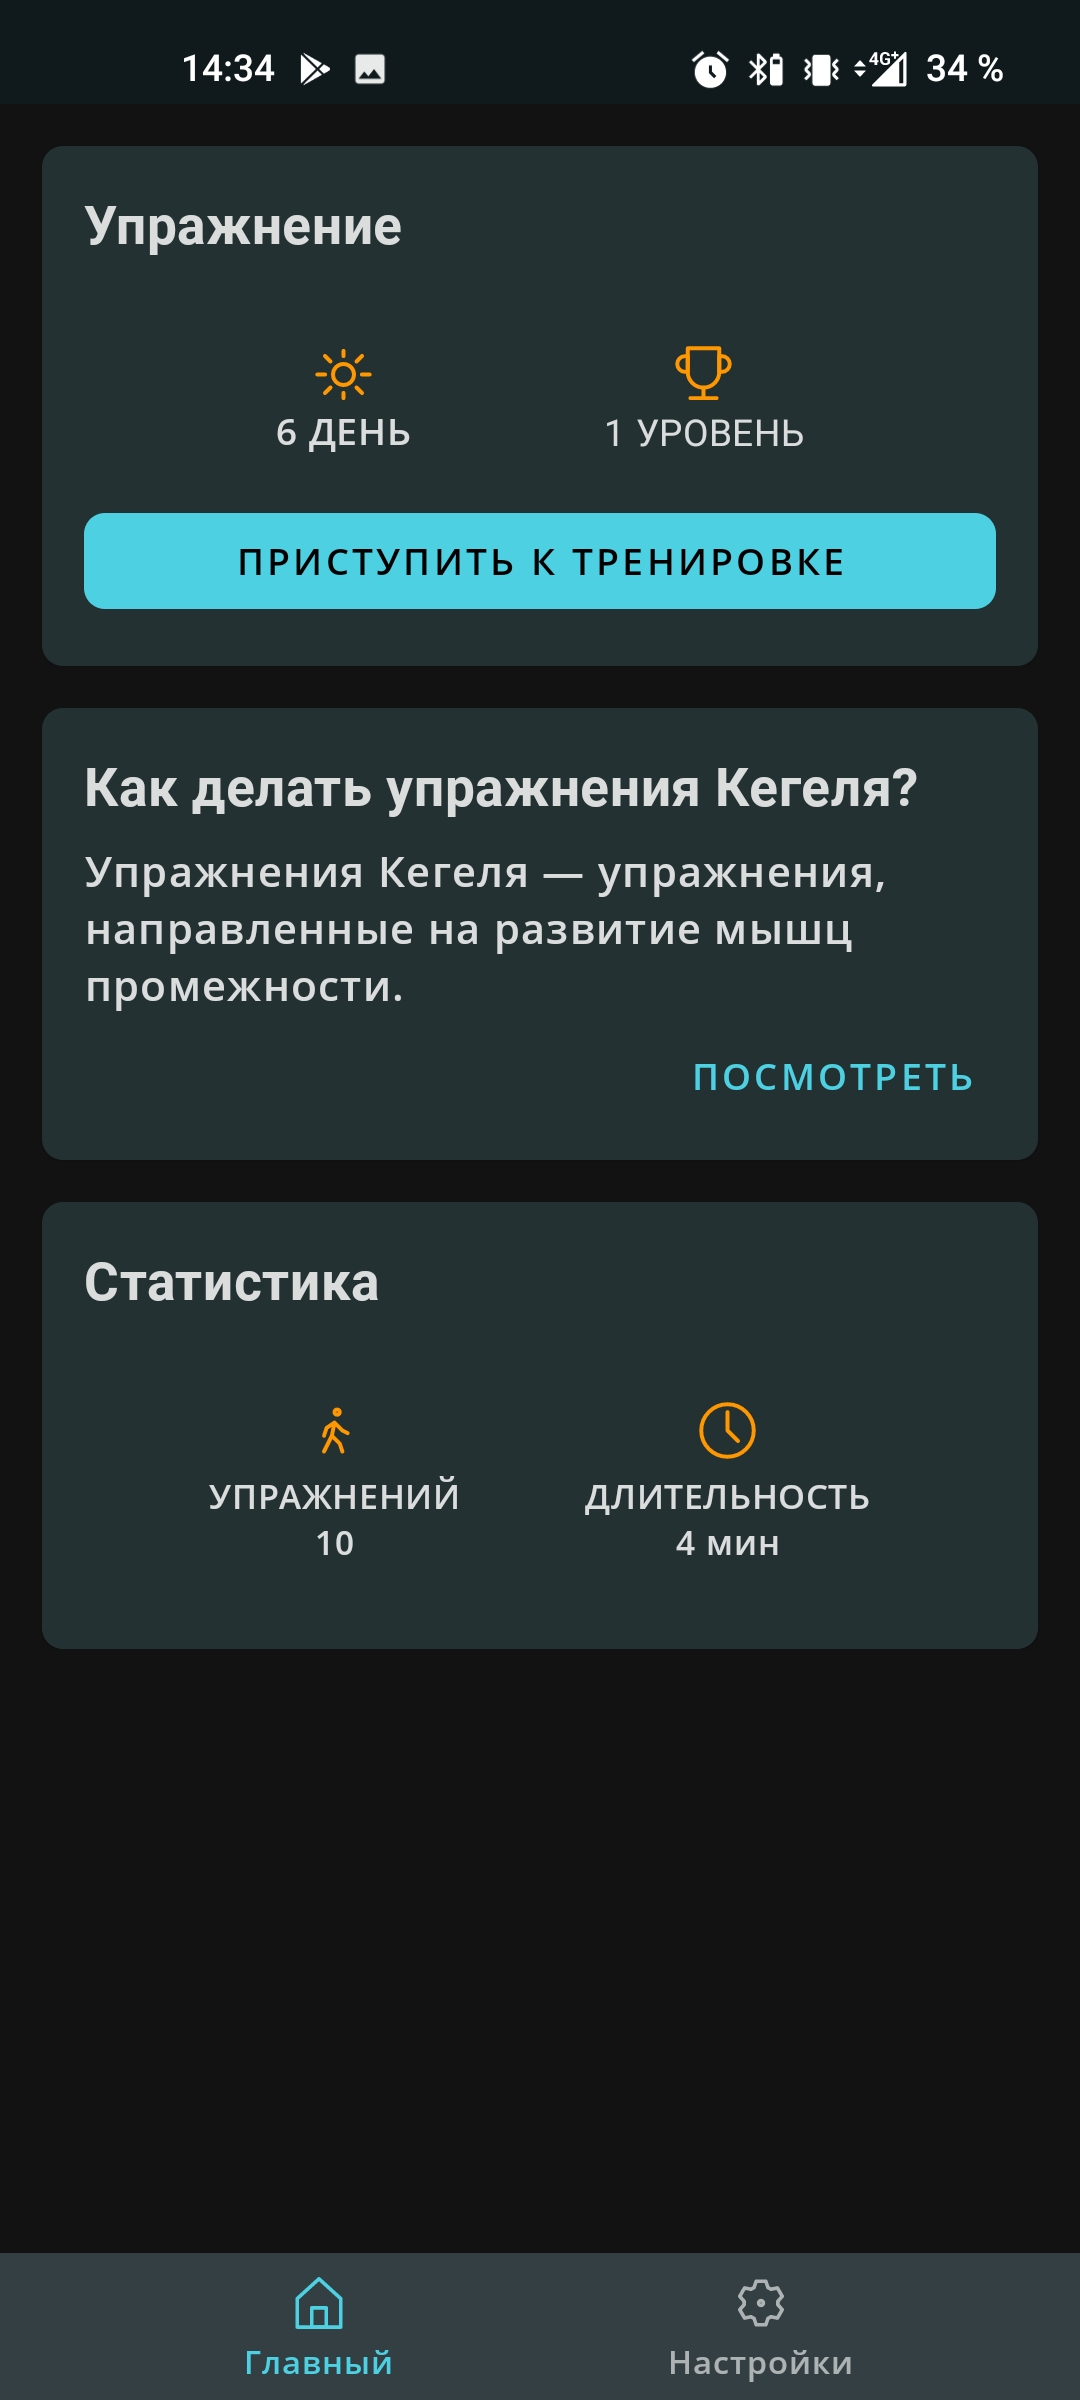 14:34
4G+ 34 %
Упражнение
6 ДЕНЬ
1 УРОВЕНЬ
ПРИСТУПИТЬ К ТРЕНИРОВКЕ
Как делать упражнения Кегеля?
Упражнения Кегеля — упражнения,
направленные на развитие мышц
промежности.
ПОСМОТРЕТЬ
Статистика
УПРАЖНЕНИЙ
10
ДЛИТЕЛЬНОСТЬ
4 мин
Главный
Настройки